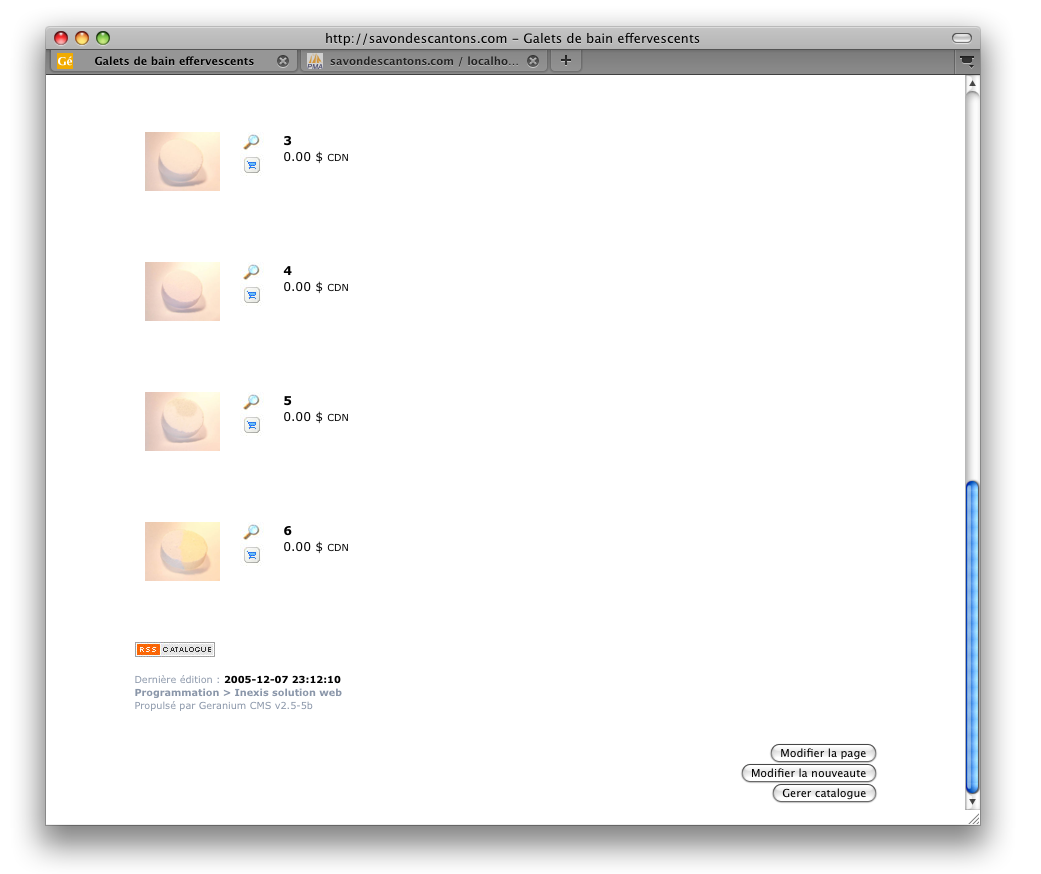 http://savondescantons.com – Galets de bain effervescents
Gé Galets de bain effervescents
PMA savondescantons.com / localho...
3
0.00 $ CDN
4
0.00 $ CDN
5
0.00 $ CDN
6
0.00 $ CDN
RSS CATALOGUE
Dernière édition : 2005-12-07 23:12:10
Programmation > Inexis solution web
Propulsé par Geranium CMS v2.5-5b
Modifier la page
Modifier la nouveaute
Gerer catalogue